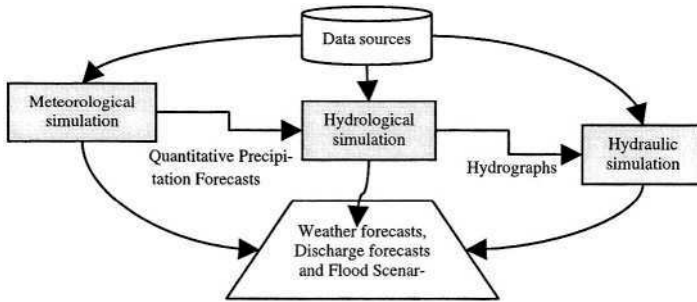 Data sources
Meteorological
simulation
Hydrological
simulation
Hydraulic
simulation
Quantitative Precipi-
tation Forecasts
Hydrographs
Weather forecasts,
Discharge forecasts
and Flood Scenar-